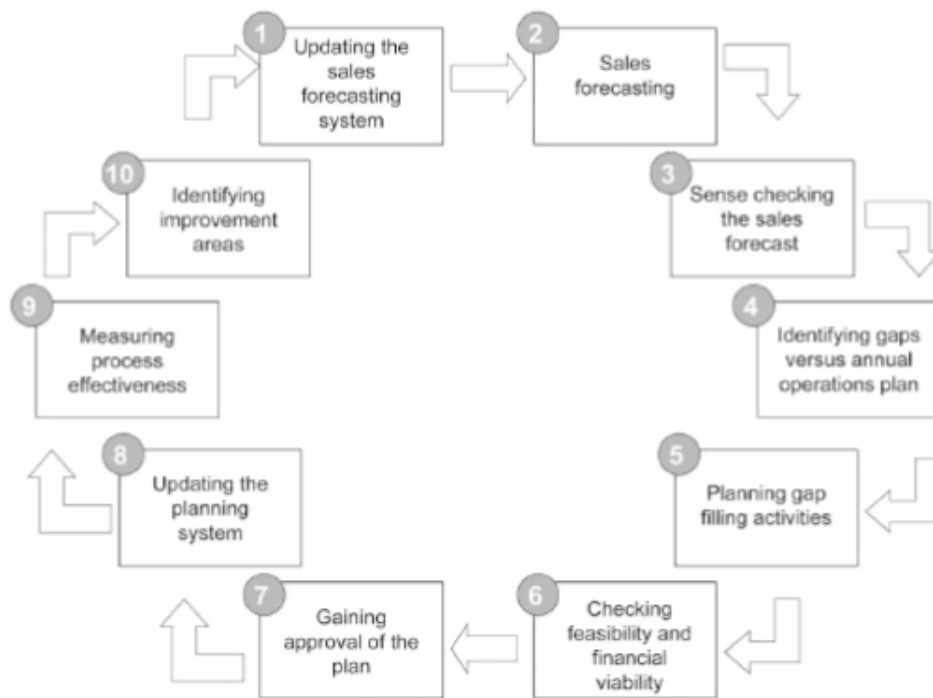 1
Updating the
sales
forecasting
system
2
Sales
forecasting
3
Sense checking
the sales
forecast
4
Identifying gaps
versus annual
operations plan
5
Planning gap
filling activities
6
Checking
feasibility and
financial
viability
7
Gaining
approval of the
plan
8
Updating the
planning
system
9
Measuring
process
effectiveness
10
Identifying
improvement
areas